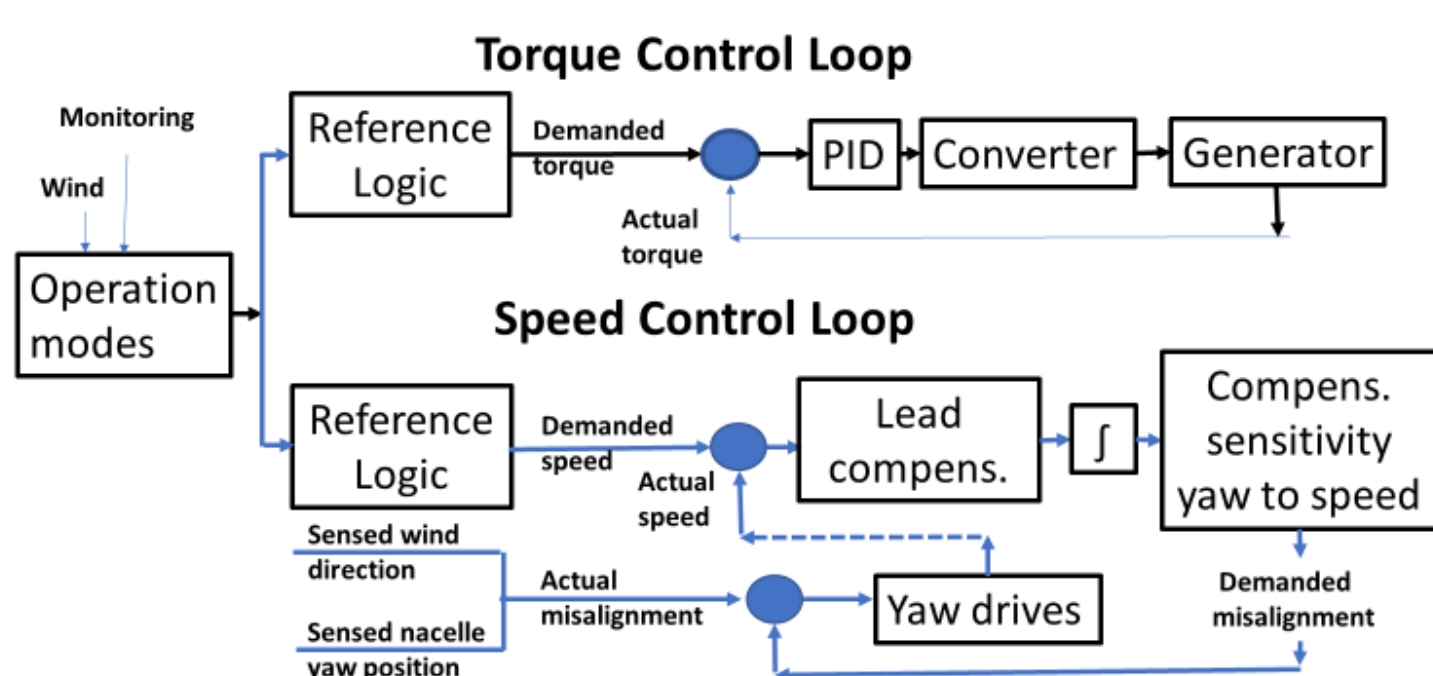 Torque Control Loop
Monitoring
Wind
Operation
modes
Reference
Logic
Demanded
torque
PID
Converter
Generator
Actual
torque
Speed Control Loop
Reference
Logic
Demanded
speed
Actual
speed
Lead
compens.
∫
Compens.
sensitivity
yaw to speed
Sensed wind
direction
Sensed nacelle
yaw position
Actual
misalignment
Yaw drives
Demanded
misalignment